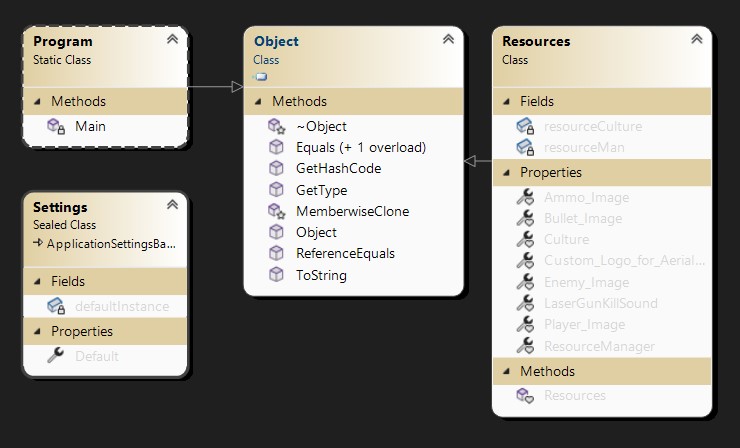 Program
Static Class
Methods
Main
Settings
Sealed Class
ApplicationSettingsBa...
Fields
defaultInstance
Properties
Default
Object
Class
Methods
~Object
Equals (+ 1 overload)
GetHashCode
GetType
MemberwiseClone
Object
ReferenceEquals
ToString
Resources
Class
Fields
resourceCulture
resourceMan
Properties
Ammo_Image
Bullet_Image
Culture
Custom_Logo_for_Aerial...
Enemy_Image
LaserGunKillSound
Player_Image
ResourceManager
Methods
Resources